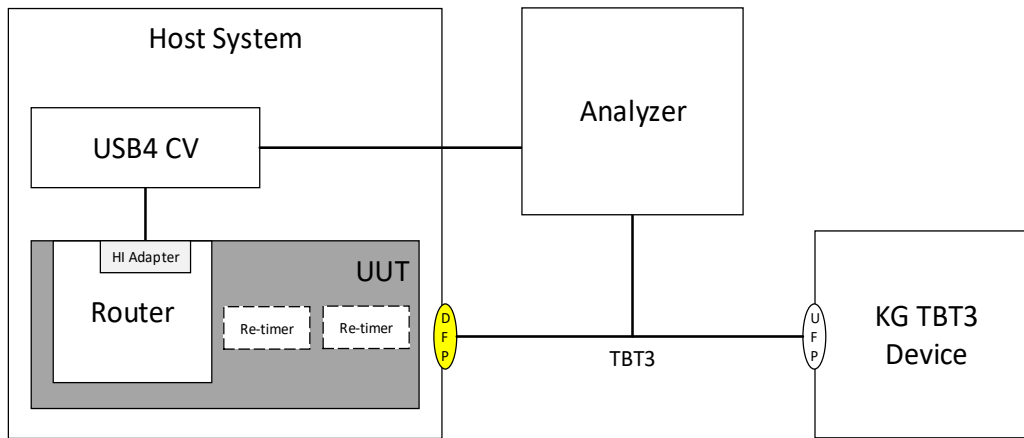 Host System
Analyzer
USB4 CV
HI Adapter
UUT
Router
Re-timer
Re-timer
D
F
P
TBT3
U
F
P
KG TBT3
Device